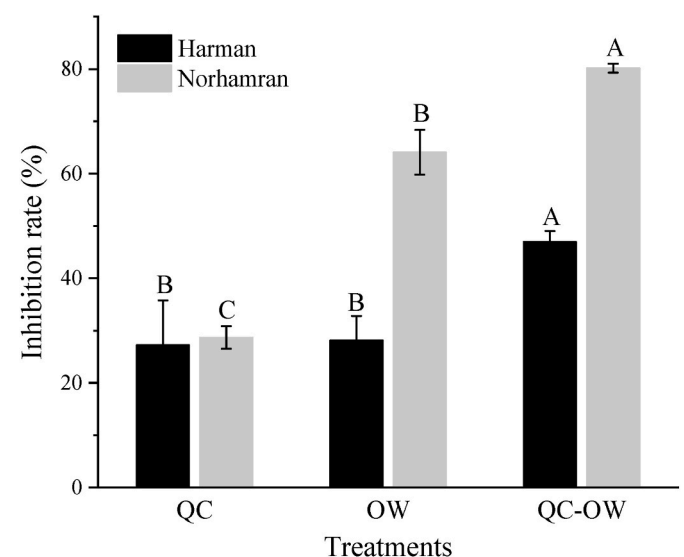 Harman
Norhamran
Inhibition rate (%)
80
60
40
20
0
B
C
B
B
A
A
QC
OW
QC-OW
Treatments